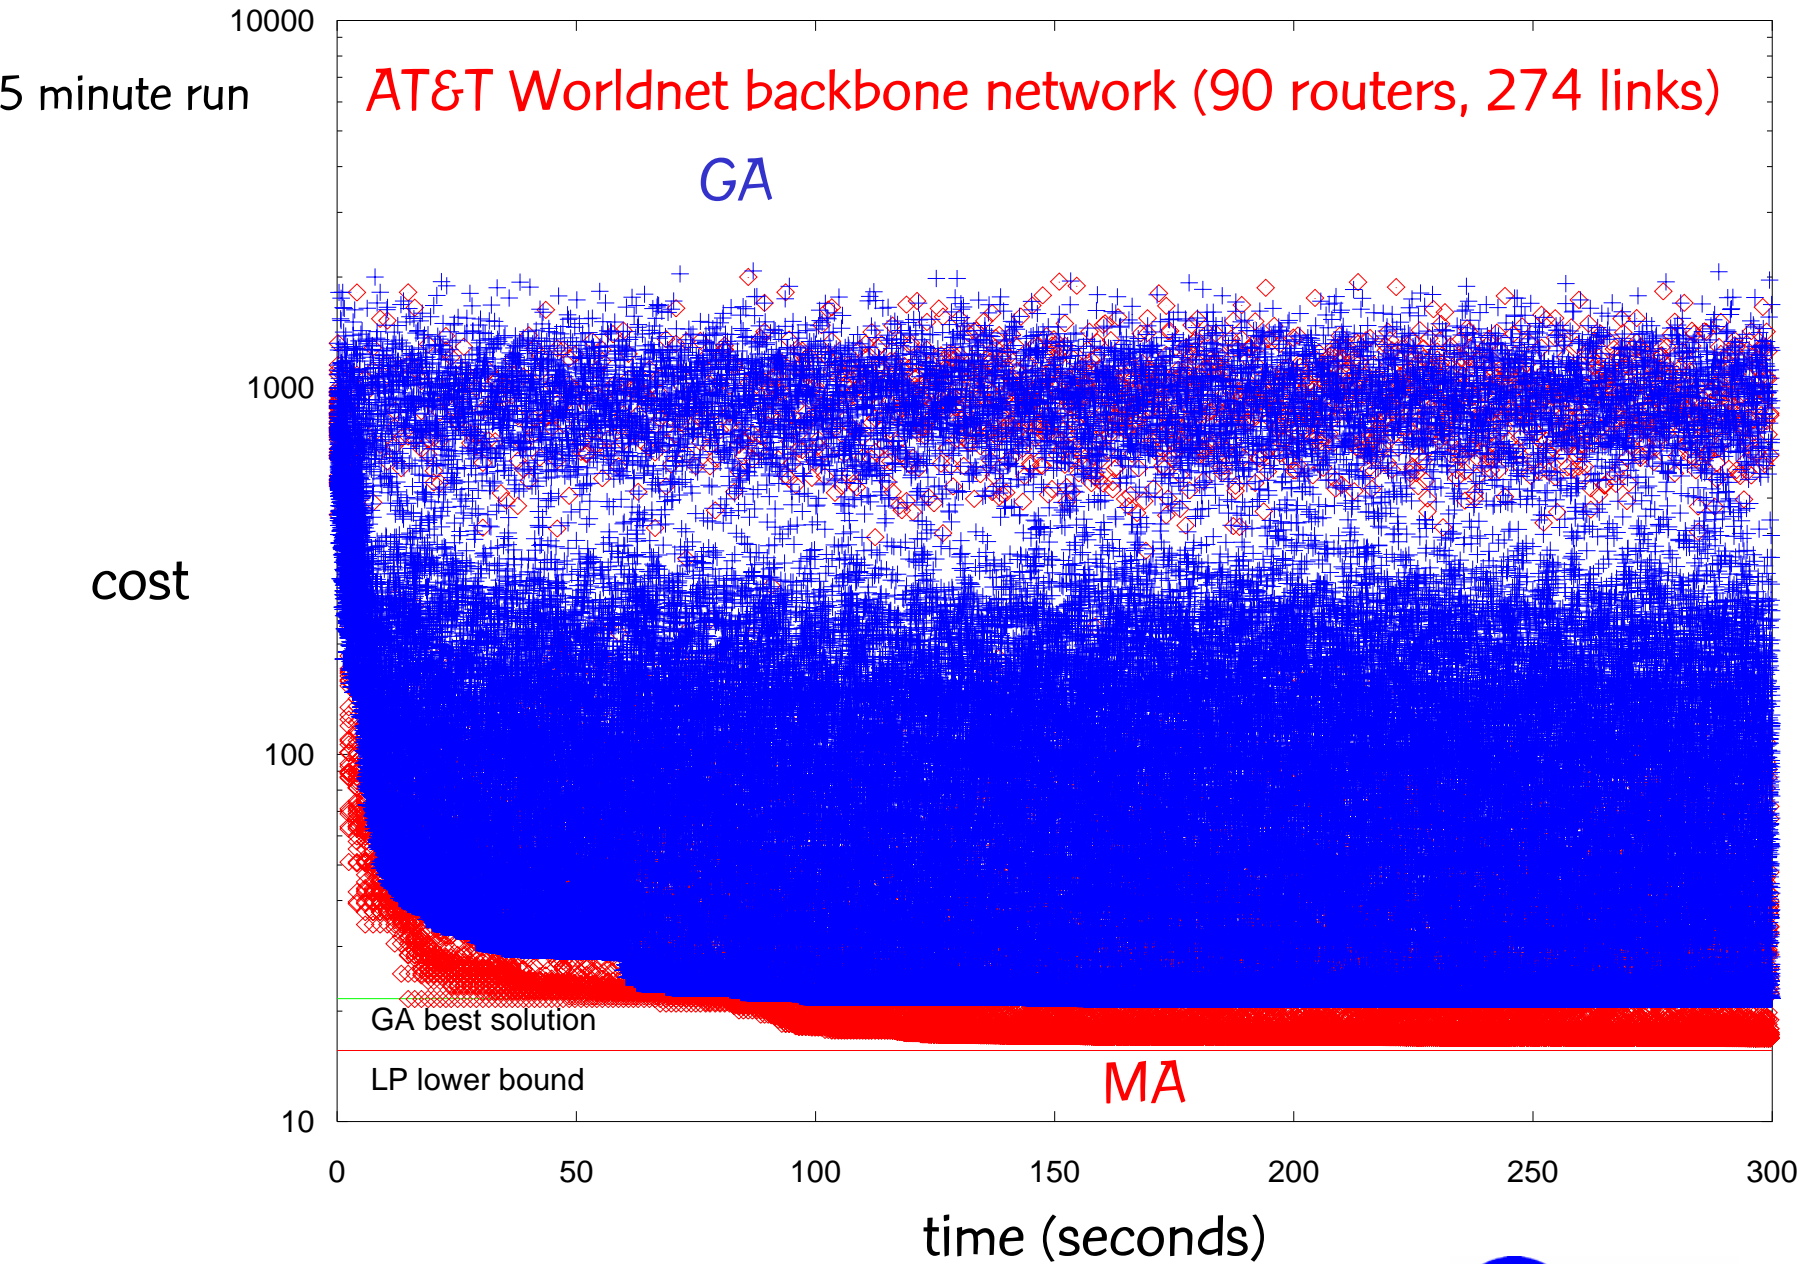 10000
5 minute run
AT&T Worldnet backbone network (90 routers, 274 links)
GA
1000
cost
100
GA best solution
LP lower bound
MA
10
0 50 100 150 200 250 300
time (seconds)